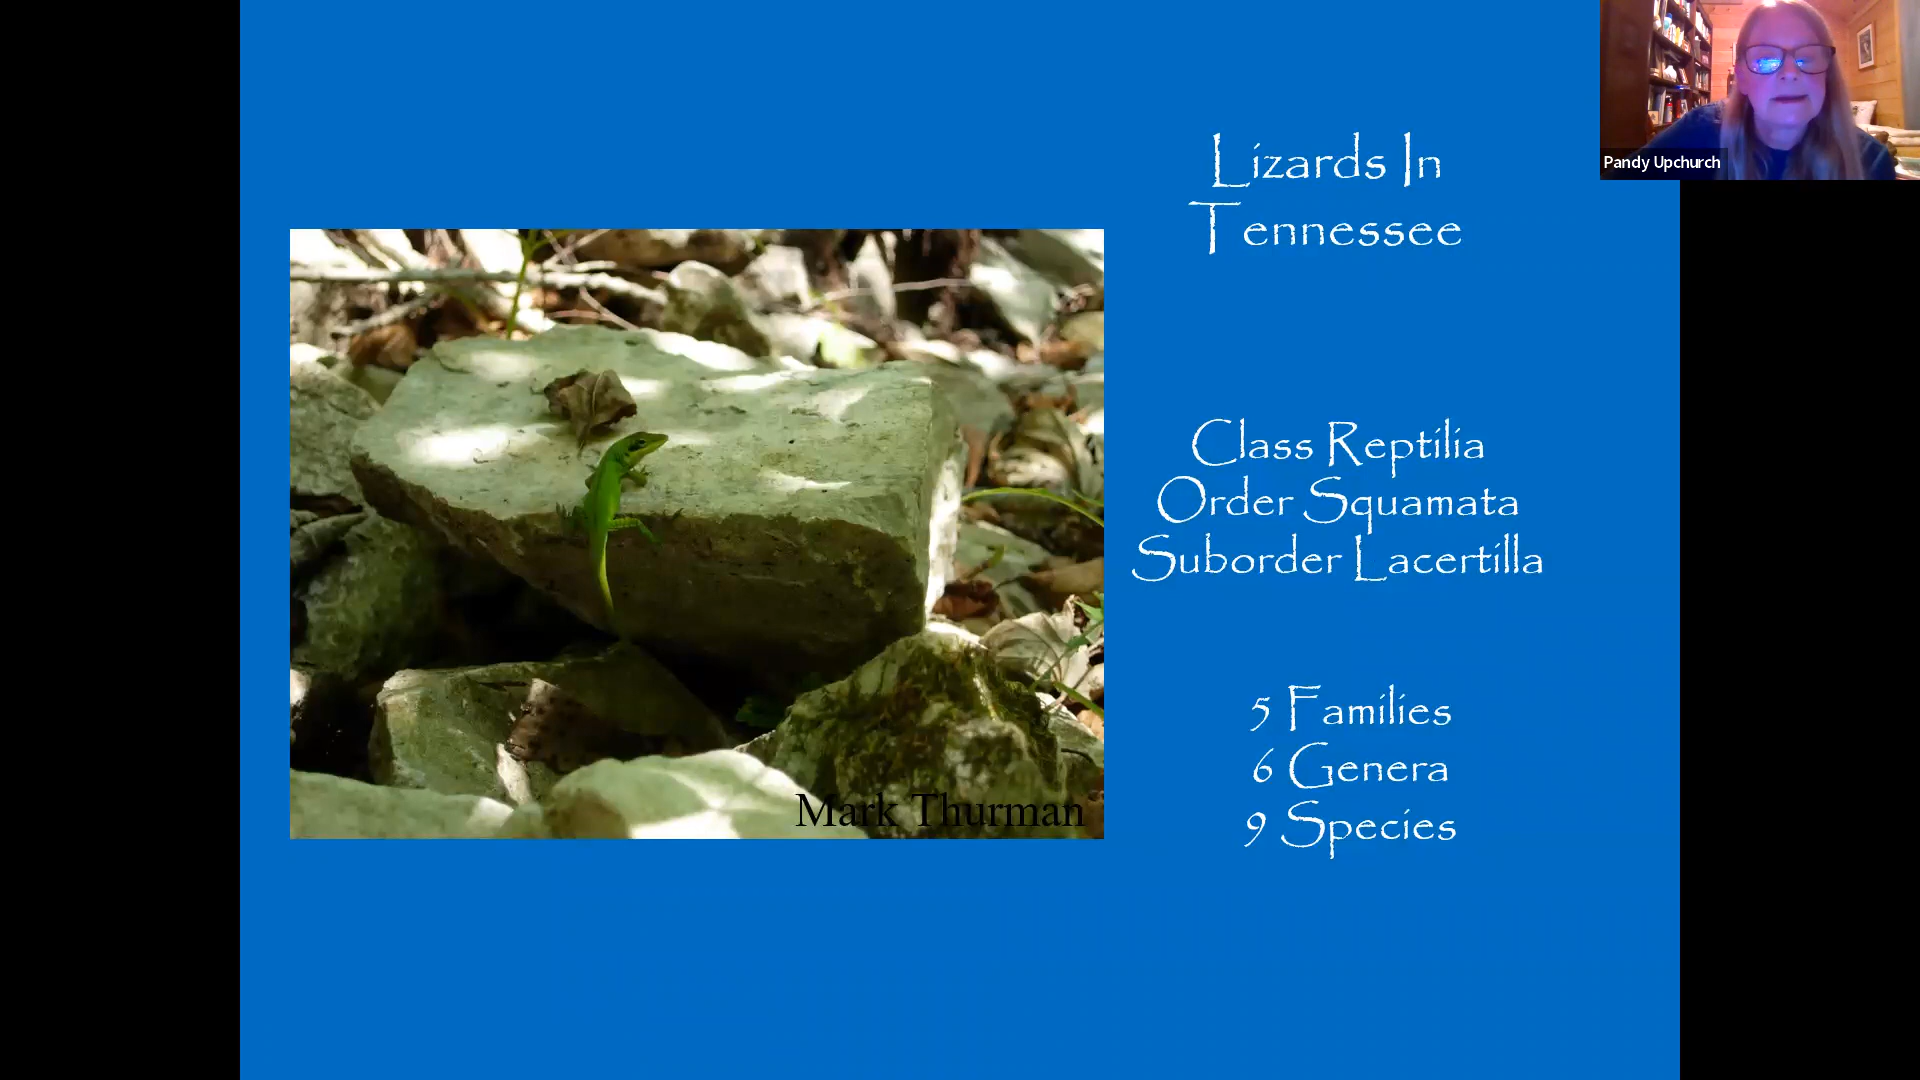 Lizards In
Tennessee
Pandy Upchurch
Class Reptilia
Order Squamata
Suborder Lacertilla
5 Families
6 Genera
9 Species
Mark Thurman